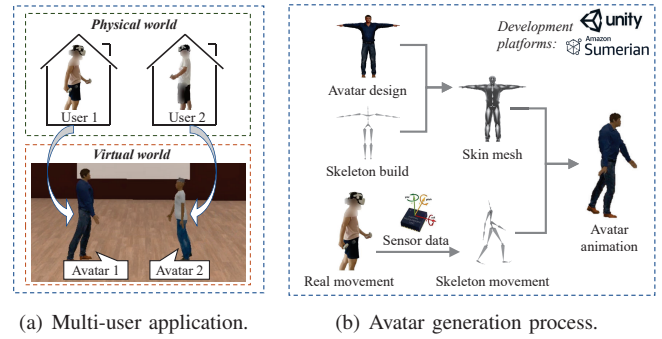 Physical world
User 1
User 2
Virtual world
Avatar 1
Avatar 2
(a) Multi-user application.
Development
platforms:
unity
Amazon
Sumerian
Avatar design
Skeleton build
Skin mesh
Sensor data
Real movement
Skeleton movement
Avatar
animation
(b) Avatar generation process.